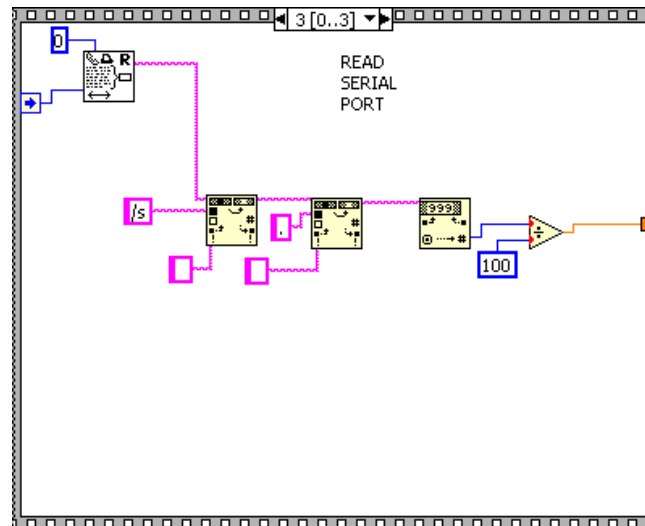 3 [0..3]
0
R
READ
SERIAL
PORT
/s
#
.
#
999
#
÷
100